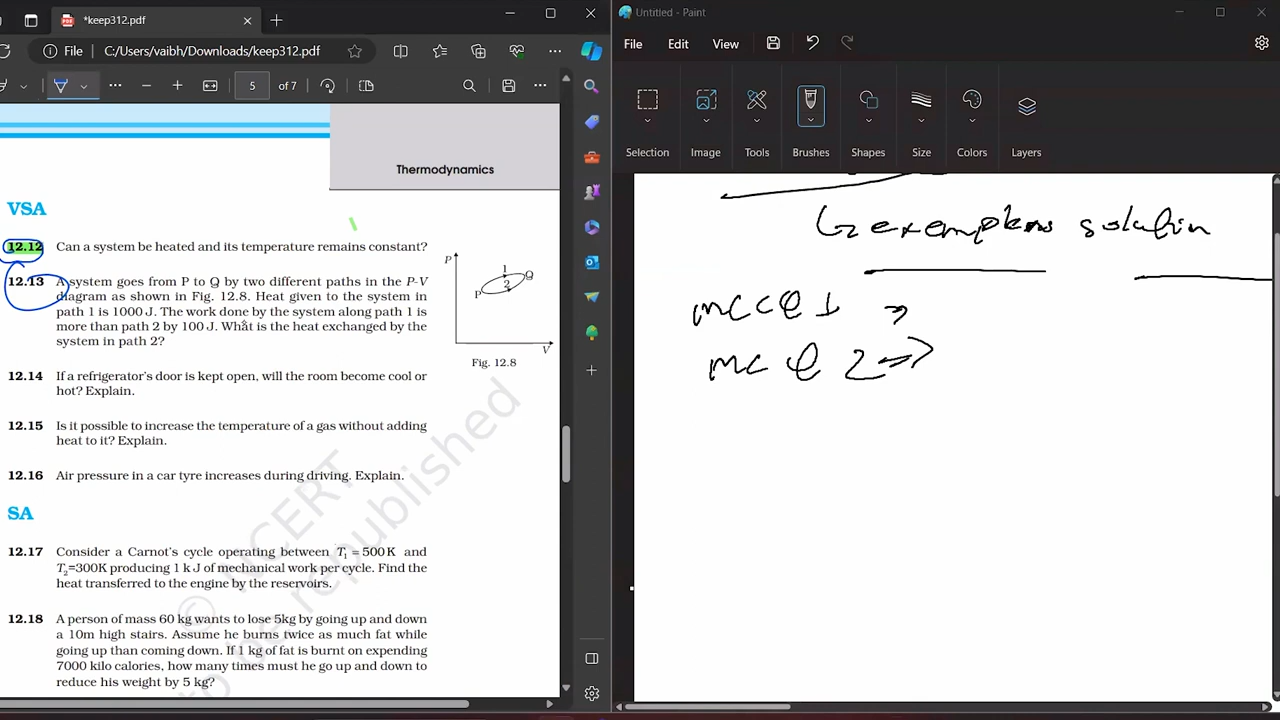 *keep312.pdf
File C:/Users/vaibh/Downloads/keep312.pdf
5 of 7
Thermodynamics
VSA
12.12 Can a system be heated and its temperature remains constant?
12.13 A system goes from P to Q by two different paths in the P-V
diagram as shown in Fig. 12.8. Heat given to the system in
path 1 is 1000 J. The work done by the system along path 1 is
more than path 2 by 100 J. What is the heat exchanged by the
system in path 2?
P
1
Q
2
P
V
Fig. 12.8
12.14 If a refrigerator's door is kept open, will the room become cool or
hot? Explain.
12.15 Is it possible to increase the temperature of a gas without adding
heat to it? Explain.
12.16 Air pressure in a car tyre increases during driving. Explain.
SA
12.17 Consider a Carnot's cycle operating between T1 = 500K and
T2=300K producing 1 k J of mechanical work per cycle. Find the
heat transferred to the engine by the reservoirs.
12.18 A person of mass 60 kg wants to lose 5kg by going up and down
a 10m high stairs. Assume he burns twice as much fat while
going up than coming down. If 1 kg of fat is burnt on expending
7000 kilo calories, how many times must he go up and down to
reduce his weight by 5 kg?
© NCERT
be republished
Untitled - Paint
File Edit View
Selection Image Tools Brushes Shapes Size Colors Layers
solution
MCQ 2 =>